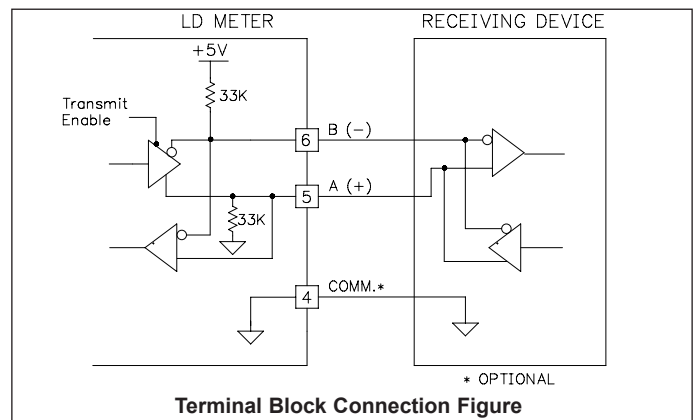 LD METER
RECEIVING DEVICE
+5V
33K
Transmit
Enable
6
B (-)
5
A (+)
33K
4
COMM.*
* OPTIONAL
Terminal Block Connection Figure